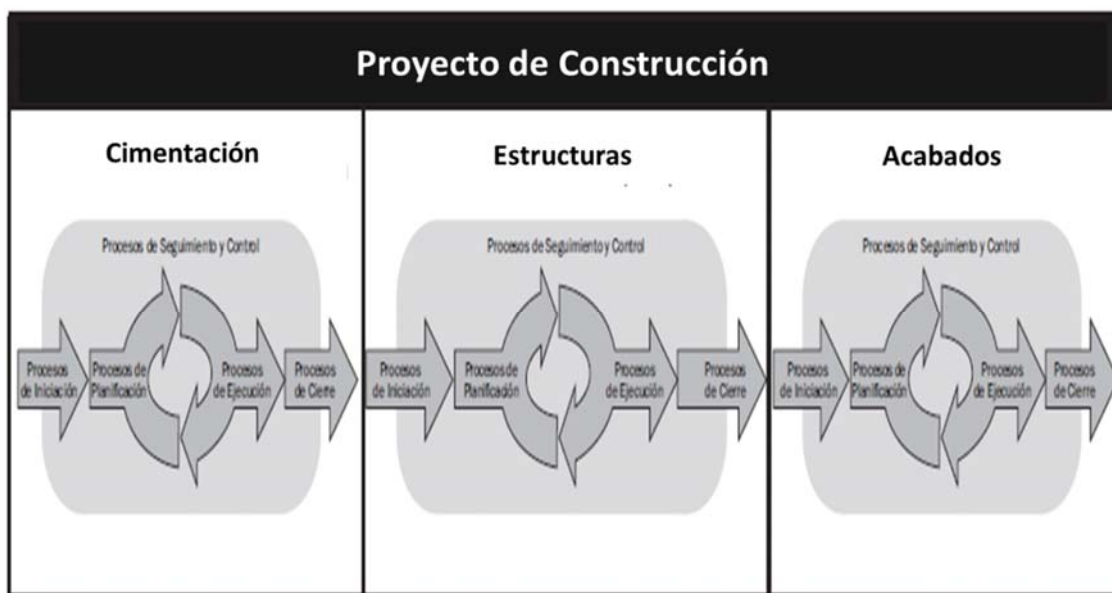 Proyecto de Construcción
Cimentación
Procesos de Seguimiento y Control
Procesos
de Iniciación
Procesos de
Planificación
Procesos
de Ejecución
Procesos
de Cierre
Estructuras
Procesos de Seguimiento y Control
Procesos
de Iniciación
Procesos de
Planificación
Procesos
de Ejecución
Procesos
de Cierre
Acabados
Procesos de Seguimiento y Control
Procesos
de Iniciación
Procesos de
Planificación
Procesos
de Ejecución
Procesos
de Cierre